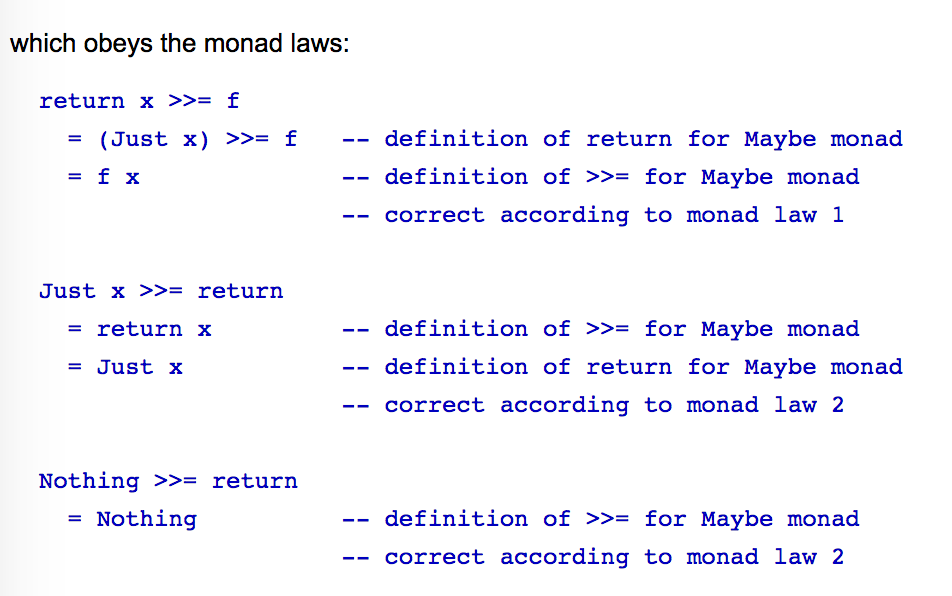 which obeys the monad laws:
return x >>= f
= (Just x) >>= f -- definition of return for Maybe monad
= f x -- definition of >>= for Maybe monad
-- correct according to monad law 1
Just x >>= return
= return x -- definition of >>= for Maybe monad
= Just x -- definition of return for Maybe monad
-- correct according to monad law 2
Nothing >>= return
= Nothing -- definition of >>= for Maybe monad
-- correct according to monad law 2